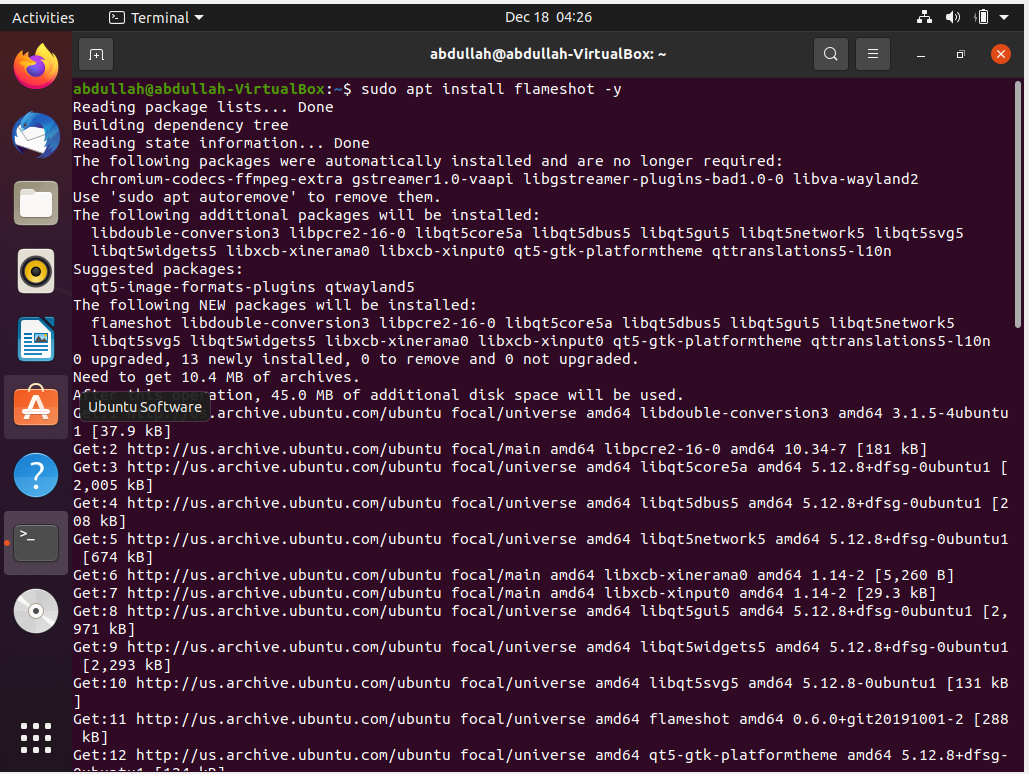 Activities Terminal Dec 18 04:26
abdullah@abdullah-VirtualBox: ~
abdullah@abdullah-VirtualBox:~$ sudo apt install flameshot -y
Reading package lists... Done
Building dependency tree
Reading state information... Done
The following packages were automatically installed and are no longer required:
  chromium-codecs-ffmpeg-extra gstreamer1.0-vaapi libgstreamer-plugins-bad1.0-0 libva-wayland2
Use 'sudo apt autoremove' to remove them.
The following additional packages will be installed:
  libdouble-conversion3 libpcre2-16-0 libqt5core5a libqt5dbus5 libqt5gui5 libqt5network5 libqt5svg5
  libqt5widgets5 libxcb-xinerama0 libxcb-xinput0 qt5-gtk-platformtheme qttranslations5-l10n
Suggested packages:
  qt5-image-formats-plugins qtwayland5
The following NEW packages will be installed:
  flameshot libdouble-conversion3 libpcre2-16-0 libqt5core5a libqt5dbus5 libqt5gui5 libqt5network5
  libqt5svg5 libqt5widgets5 libxcb-xinerama0 libxcb-xinput0 qt5-gtk-platformtheme qttranslations5-l10n
0 upgraded, 13 newly installed, 0 to remove and 0 not upgraded.
Need to get 10.4 MB of archives.
After this operation, 45.0 MB of additional disk space will be used.
Ubuntu Software
.archive.ubuntu.com/ubuntu focal/universe amd64 libdouble-conversion3 amd64 3.1.5-4ubuntu
1 [37.9 kB]
Get:2 http://us.archive.ubuntu.com/ubuntu focal/main amd64 libpcre2-16-0 amd64 10.34-7 [181 kB]
Get:3 http://us.archive.ubuntu.com/ubuntu focal/universe amd64 libqt5core5a amd64 5.12.8+dfsg-0ubuntu1 [
2,005 kB]
Get:4 http://us.archive.ubuntu.com/ubuntu focal/universe amd64 libqt5dbus5 amd64 5.12.8+dfsg-0ubuntu1 [2
08 kB]
Get:5 http://us.archive.ubuntu.com/ubuntu focal/universe amd64 libqt5network5 amd64 5.12.8+dfsg-0ubuntu1
 [674 kB]
Get:6 http://us.archive.ubuntu.com/ubuntu focal/main amd64 libxcb-xinerama0 amd64 1.14-2 [5,260 B]
Get:7 http://us.archive.ubuntu.com/ubuntu focal/main amd64 libxcb-xinput0 amd64 1.14-2 [29.3 kB]
Get:8 http://us.archive.ubuntu.com/ubuntu focal/universe amd64 libqt5gui5 amd64 5.12.8+dfsg-0ubuntu1 [2,
971 kB]
Get:9 http://us.archive.ubuntu.com/ubuntu focal/universe amd64 libqt5widgets5 amd64 5.12.8+dfsg-0ubuntu1
 [2,293 kB]
Get:10 http://us.archive.ubuntu.com/ubuntu focal/universe amd64 libqt5svg5 amd64 5.12.8-0ubuntu1 [131 kB
]
Get:11 http://us.archive.ubuntu.com/ubuntu focal/universe amd64 flameshot amd64 0.6.0+git20191001-2 [288
 kB]
Get:12 http://us.archive.ubuntu.com/ubuntu focal/universe amd64 qt5-gtk-platformtheme amd64 5.12.8+dfsg-